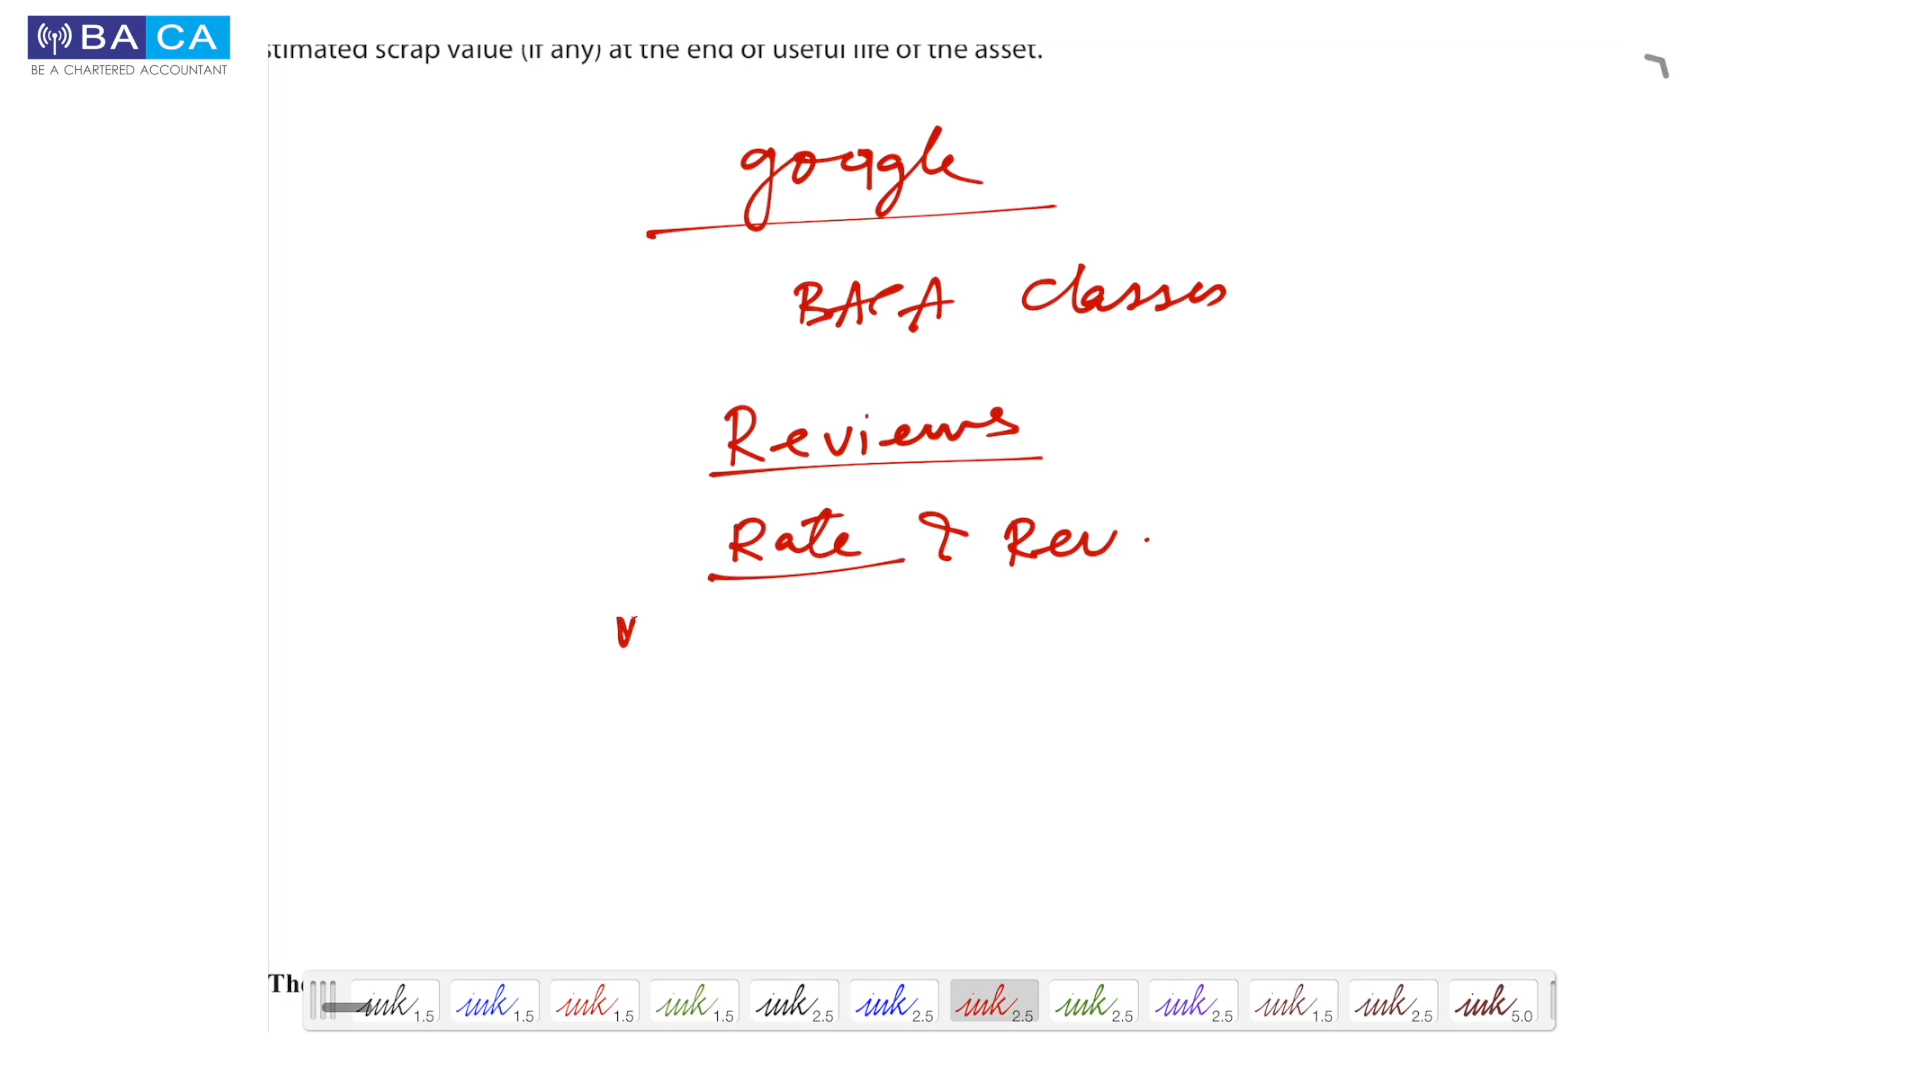 BA CA
BE A CHARTERED ACCOUNTANT
stimated scrap value (if any) at the end of useful life of the asset.
google
BACA classes
Reviews
Rate & Rev.
The
ink 1.5 ink 1.5 ink 1.5 ink 1.5 ink 2.5 ink 2.5 ink 2.5 ink 2.5 ink 2.5 ink 1.5 ink 2.5 ink 5.0